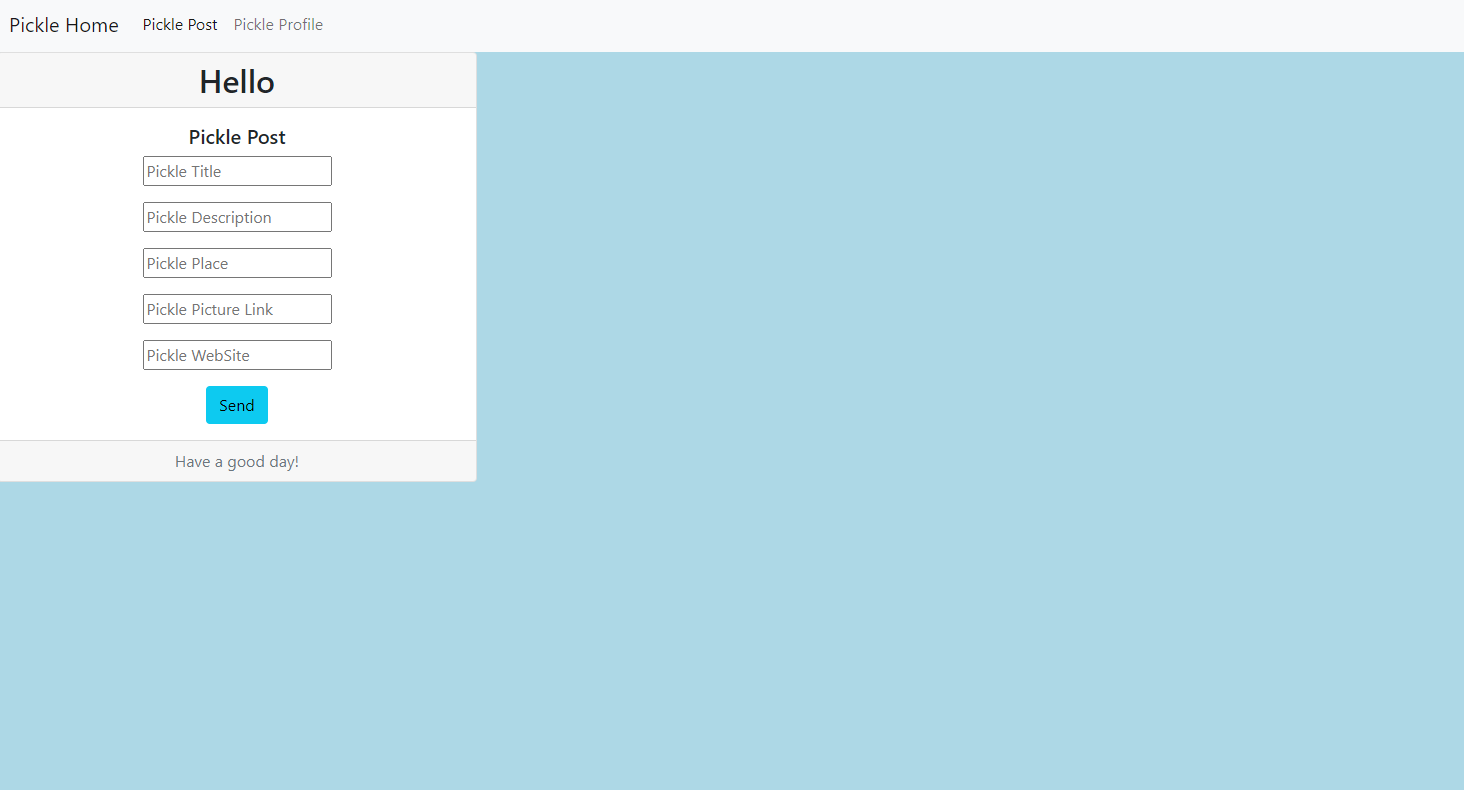 Pickle Home Pickle Post Pickle Profile
Hello
Pickle Post
Pickle Title
Pickle Description
Pickle Place
Pickle Picture Link
Pickle WebSite
Send
Have a good day!